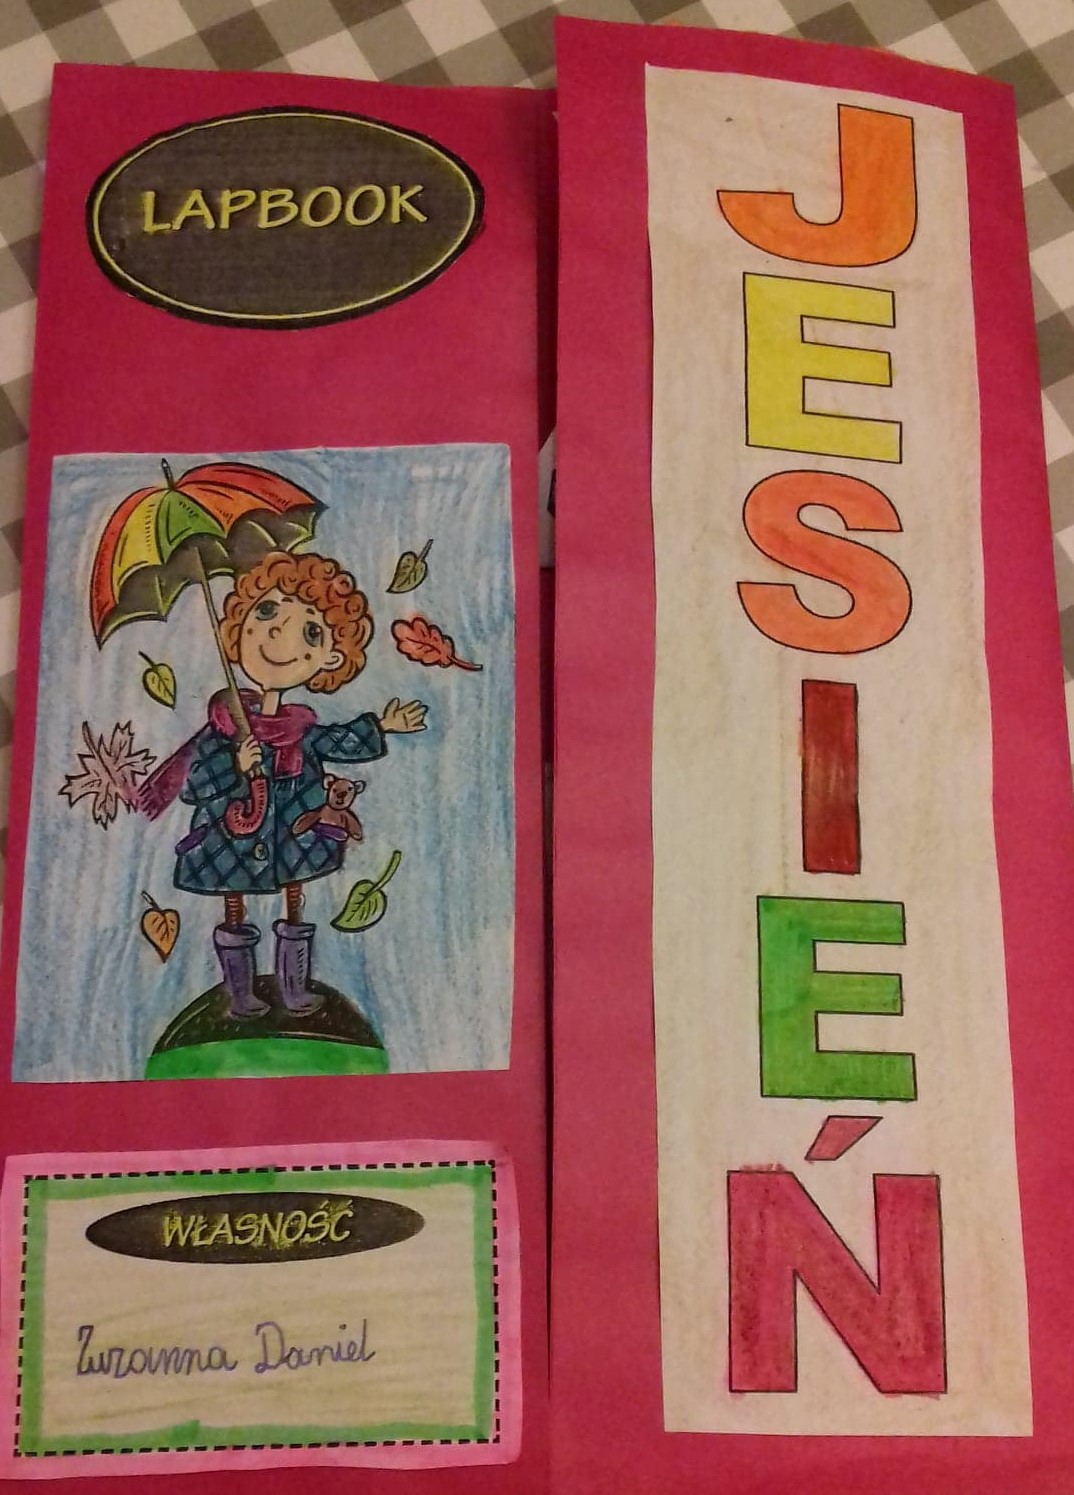 LAPBOOK
WŁASNOŚĆ
Zuzanna Daniel
JESIEŃ